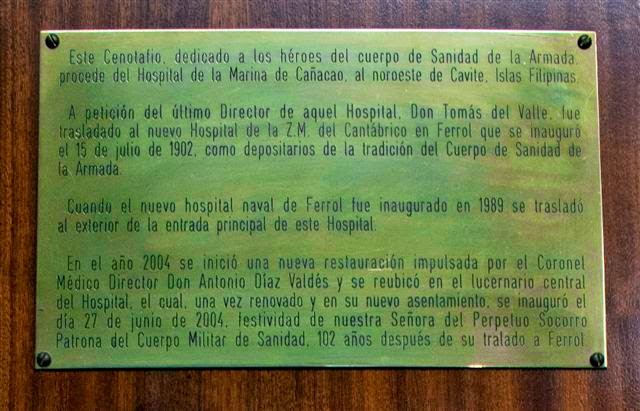 Este Cenotafio, dedicado a los héroes del cuerpo de Sanidad de la Armada,
procede del Hospital de la Marina de Cañacao, al noroeste de Cavite, Islas Filipinas.
A petición del último Director de aquel Hospital, Don Tomás del Valle, fue
trasladado al nuevo Hospital de la Z.M. del Cantábrico en Ferrol que se inauguró
el 15 de julio de 1902, como depositarios de la tradición del Cuerpo de Sanidad de
la Armada.
Cuando el nuevo hospital naval de Ferrol fue inaugurado en 1989 se trasladó
al exterior de la entrada principal de este Hospital.
En el año 2004 se inició una nueva restauración impulsada por el Coronel
Médico Director Don Antonio Díaz Valdés y se reubicó en el lucernario central
del Hospital, el cual, una vez renovado y en su nuevo asentamiento, se inauguró el
día 27 de junio de 2004, festividad de nuestra Señora del Perpetuo Socorro
Patrona del Cuerpo Militar de Sanidad, 102 años después de su tralado a Ferrol